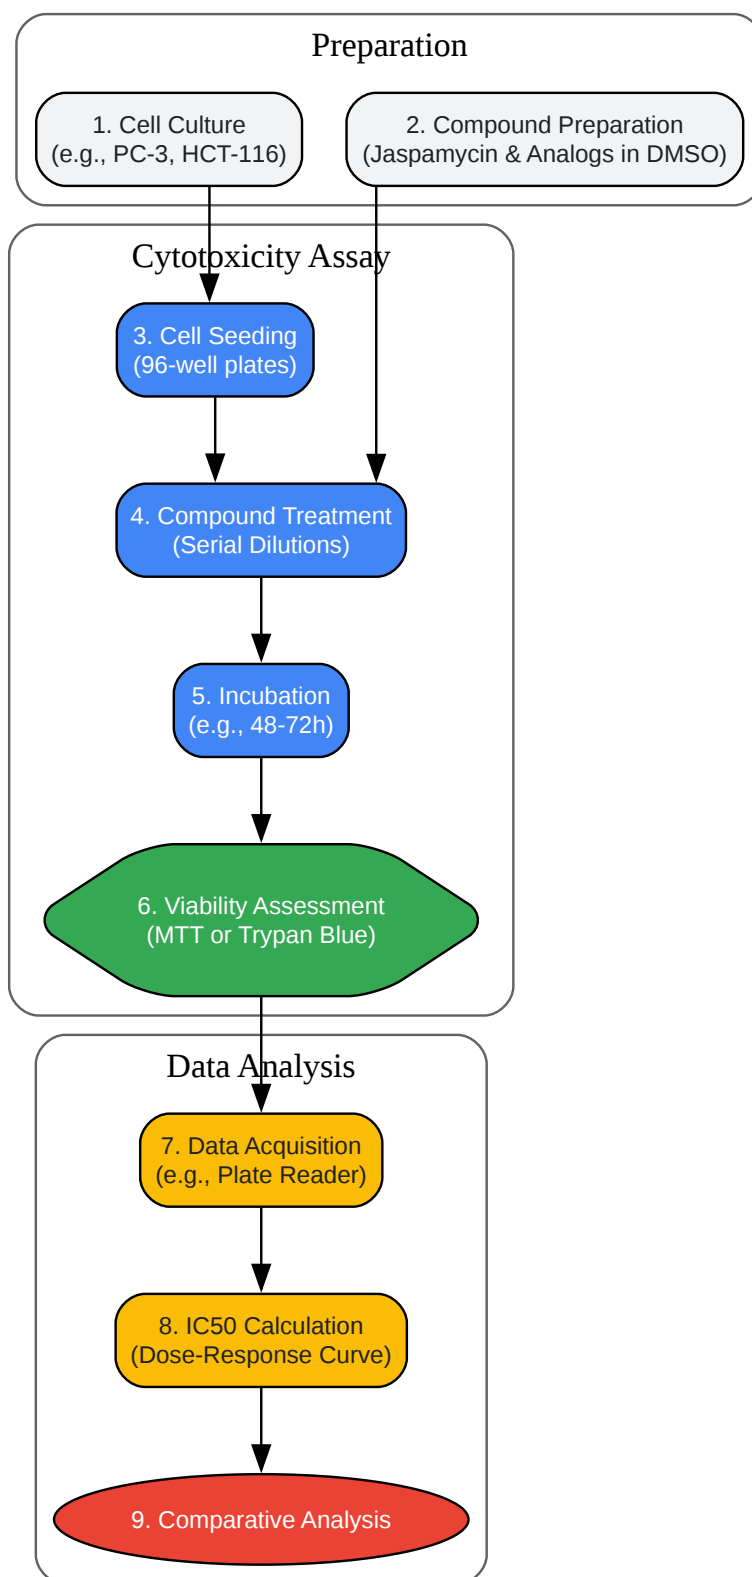 Preparation
1. Cell Culture
(e.g., PC-3, HCT-116)
2. Compound Preparation
(Jaspamycin & Analogs in DMSO)
Cytotoxicity Assay
3. Cell Seeding
(96-well plates)
4. Compound Treatment
(Serial Dilutions)
5. Incubation
(e.g., 48-72h)
6. Viability Assessment
(MTT or Trypan Blue)
Data Analysis
7. Data Acquisition
(e.g., Plate Reader)
8. IC50 Calculation
(Dose-Response Curve)
9. Comparative Analysis